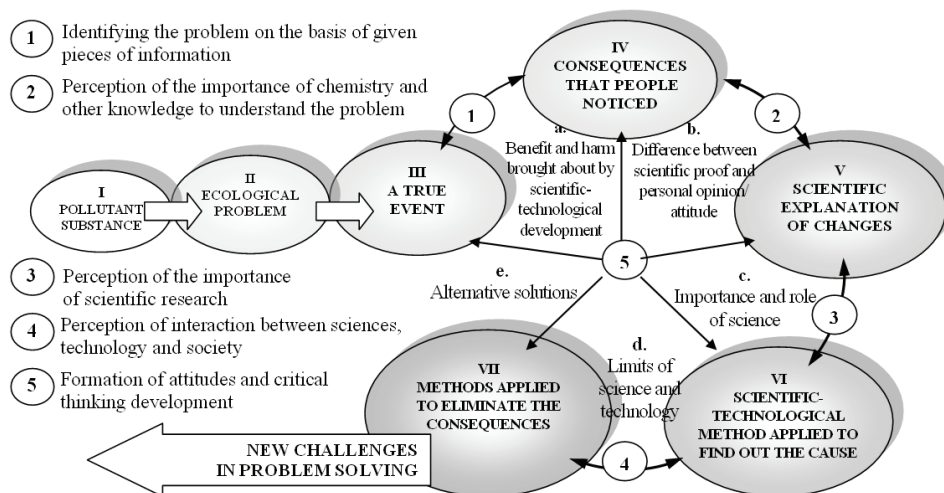 1 Identifying the problem on the basis of given
pieces of information
2 Perception of the importance of chemistry and
other knowledge to understand the problem
I
POLLUTANT
SUBSTANCE
II
ECOLOGICAL
PROBLEM
III
A TRUE
EVENT
1
IV
CONSEQUENCES
THAT PEOPLE
NOTICED
2
a.
Benefit and harm
brought about by
scientific-
technological
development
b.
Difference between
scientific proof and
personal opinion/
attitude
V
SCIENTIFIC
EXPLANATION
OF CHANGES
5
3 Perception of the importance
of scientific research
4 Perception of interaction between sciences,
technology and society
5 Formation of attitudes and critical
thinking development
e.
Alternative solutions
c.
Importance and role
of science
3
d.
Limits of
science and
technology
VII
METHODS APPLIED
TO ELIMINATE THE
CONSEQUENCES
VI
SCIENTIFIC-
TECHNOLOGICAL
METHOD APPLIED TO
FIND OUT THE CAUSE
4
NEW CHALLENGES
IN PROBLEM SOLVING